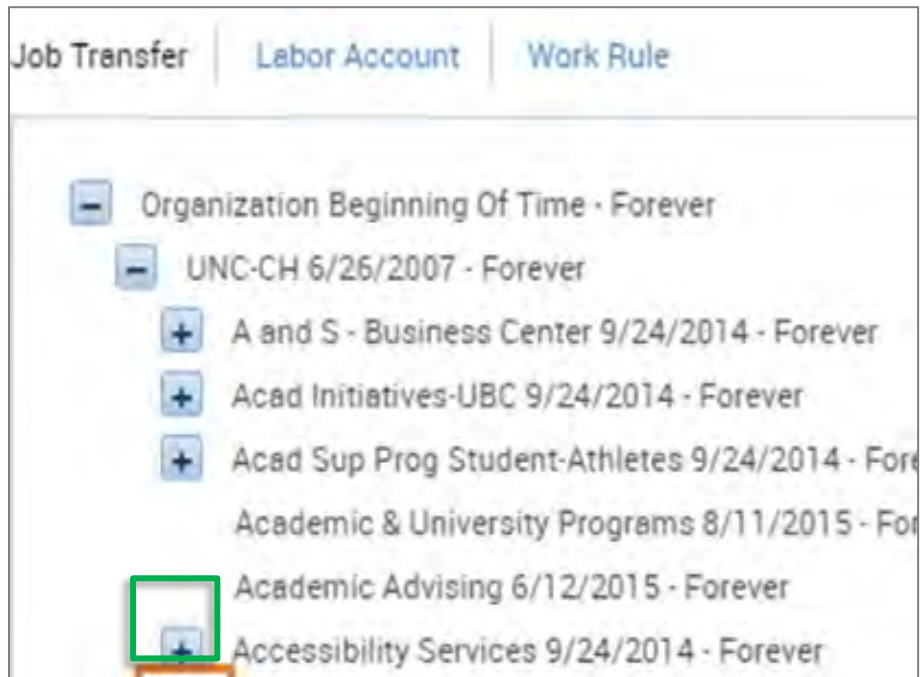 Job Transfer Labor Account Work Rule
Organization Beginning Of Time - Forever
UNC-CH 6/26/2007 - Forever
A and S - Business Center 9/24/2014 - Forever
Acad Initiatives-UBC 9/24/2014 - Forever
Acad Sup Prog Student-Athletes 9/24/2014 - Fore
Academic & University Programs 8/11/2015 - For
Academic Advising 6/12/2015 - Forever
Accessibility Services 9/24/2014 - Forever